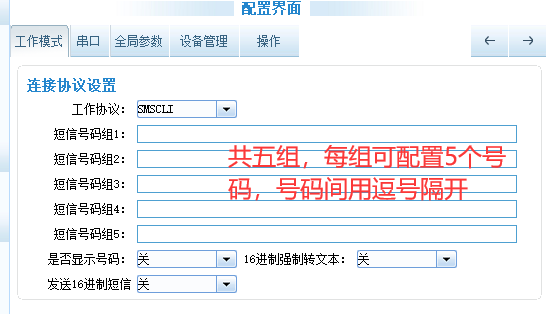 配置界面
工作模式 串口 全局参数 设备管理 操作 ← →
连接协议设置
工作协议： SMSCLI
短信号码组1：
短信号码组2：
短信号码组3：
短信号码组4：
短信号码组5：
共五组，每组可配置5个号
码，号码间用逗号隔开
是否显示号码： 关 16进制强制转文本： 关
发送16进制短信 关